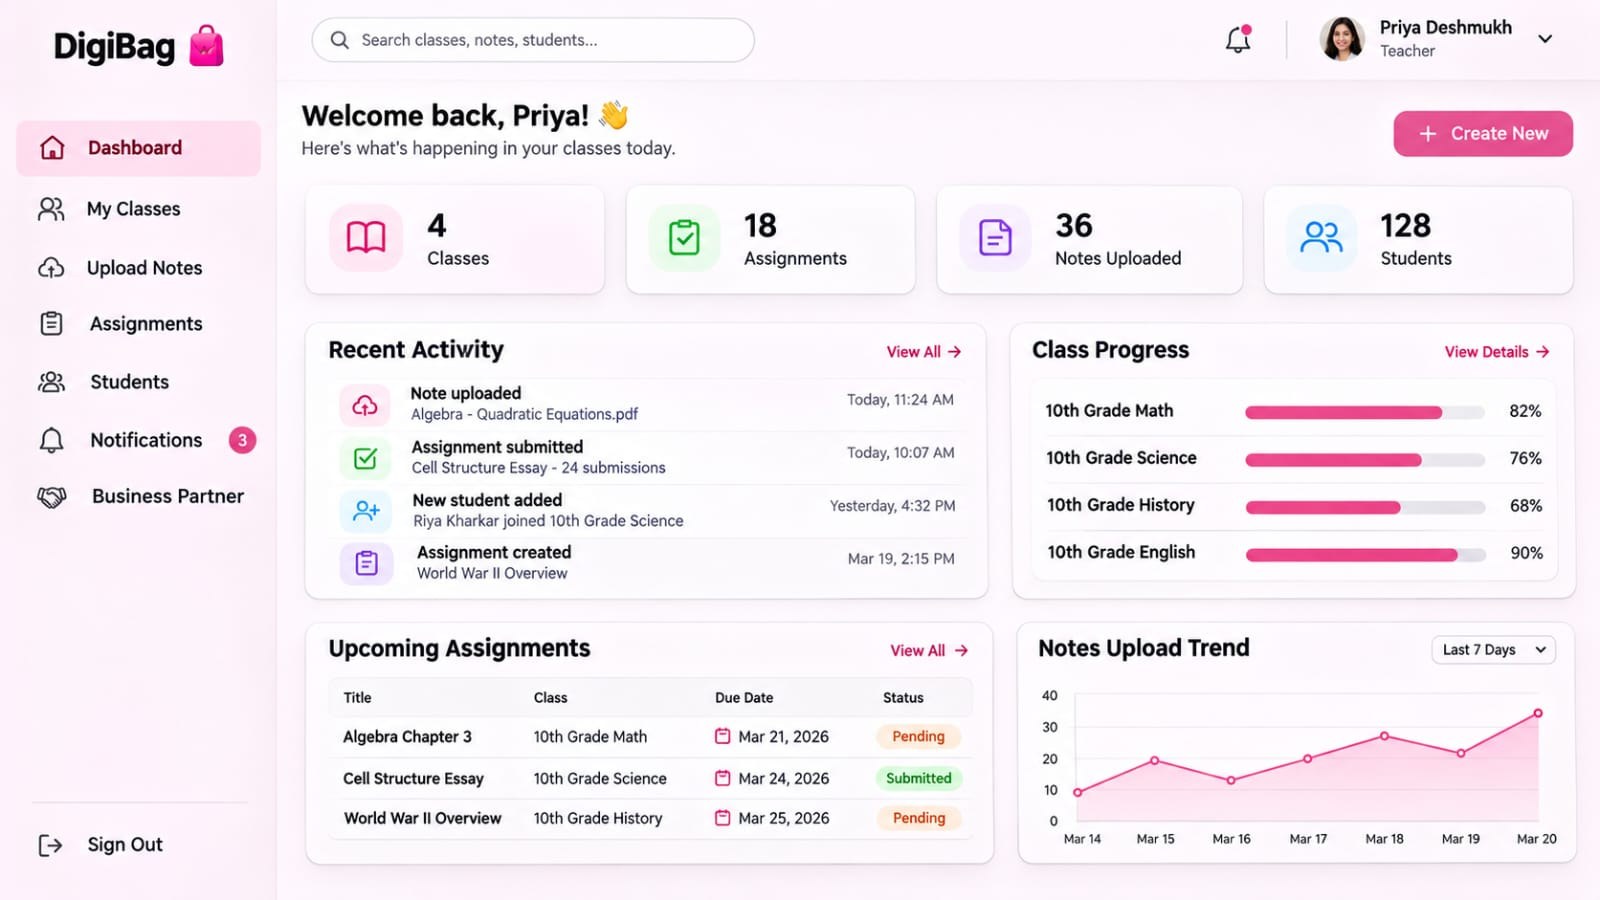 DigiBag
Search classes, notes, students...
Priya Deshmukh
Teacher
Dashboard
My Classes
Upload Notes
Assignments
Students
Notifications 3
Business Partner
Sign Out
Welcome back, Priya! 👋
Here's what's happening in your classes today.
+ Create New
4
Classes
18
Assignments
36
Notes Uploaded
128
Students
Recent Activity
View All →
Note uploaded
Algebra - Quadratic Equations.pdf
Today, 11:24 AM
Assignment submitted
Cell Structure Essay - 24 submissions
Today, 10:07 AM
New student added
Riya Kharkar joined 10th Grade Science
Yesterday, 4:32 PM
Assignment created
World War II Overview
Mar 19, 2:15 PM
Class Progress
View Details →
10th Grade Math 82%
10th Grade Science 76%
10th Grade History 68%
10th Grade English 90%
Upcoming Assignments
View All →
Title Class Due Date Status
Algebra Chapter 3 10th Grade Math Mar 21, 2026 Pending
Cell Structure Essay 10th Grade Science Mar 24, 2026 Submitted
World War II Overview 10th Grade History Mar 25, 2026 Pending
Notes Upload Trend
Last 7 Days
40
30
20
10
0
Mar 14 Mar 15 Mar 16 Mar 17 Mar 18 Mar 19 Mar 20